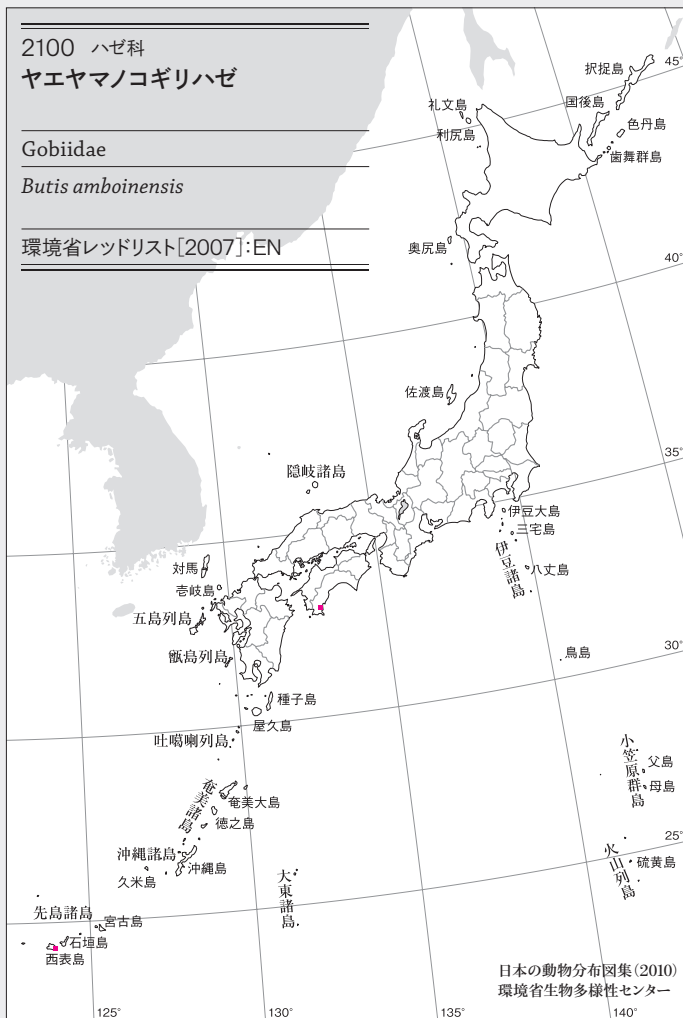 2100 ハゼ科
ヤエヤマノコギリハゼ
Gobiidae
Butis amboinensis
環境省レッドリスト[2007]:EN
択捉島
45°
国後島
礼文島
色丹島
利尻島
歯舞群島
奥尻島
40°
佐渡島
35°
隠岐諸島
伊豆大島
三宅島
伊豆諸島
八丈島
対馬
壱岐島
五島列島
甑島列島
鳥島
30°
種子島
屋久島
吐噶喇列島
小笠原群島
父島
母島
奄美諸島
奄美大島
徳之島
25°
沖縄諸島
沖縄島
久米島
火山列島
硫黄島
大東諸島
先島諸島
宮古島
石垣島
西表島
日本の動物分布図集(2010)
環境省生物多様性センター
125°
130°
135°
140°